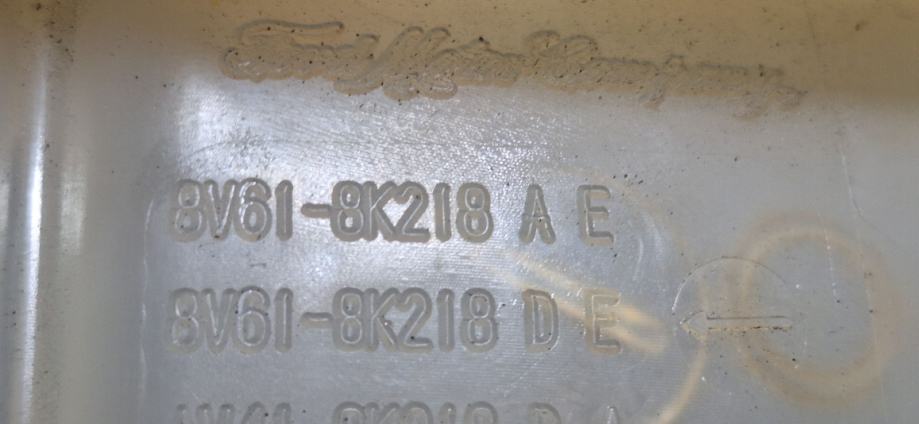 Ford Motor Company
8V61-8K218 A E
8V61-8K218 D E